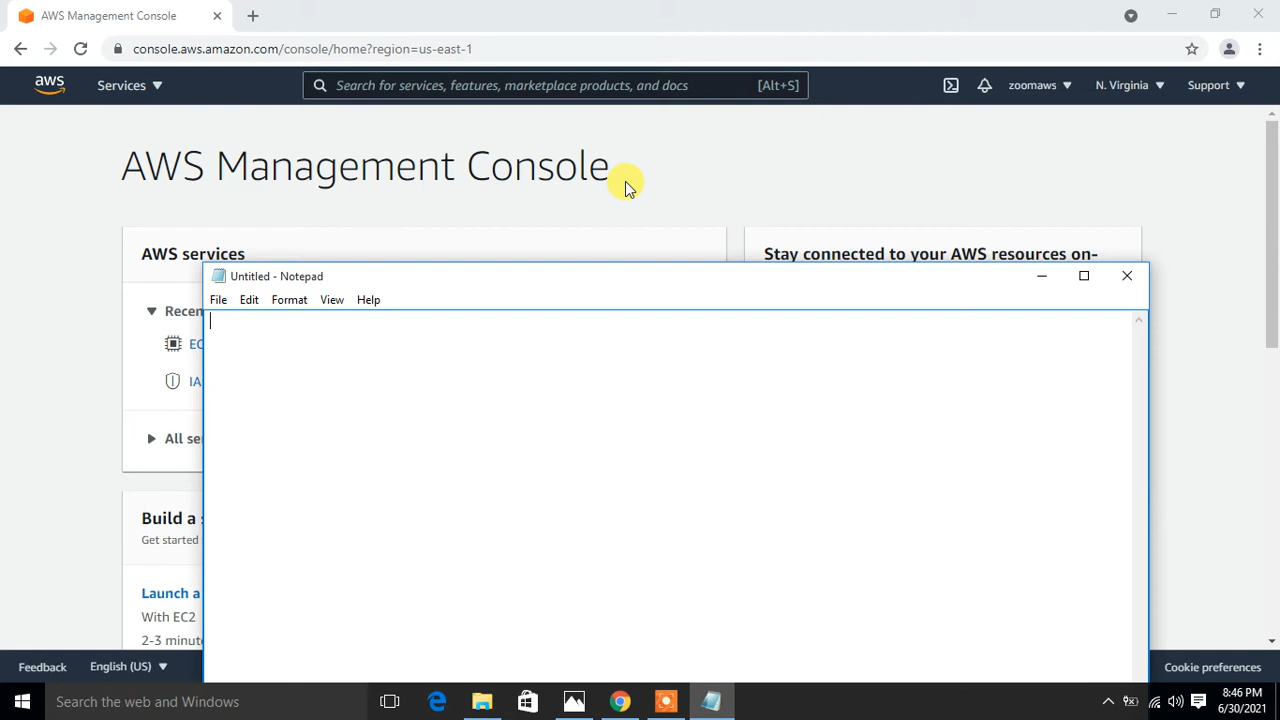 AWS Management Console
console.aws.amazon.com/console/home?region=us-east-1
aws Services Search for services, features, marketplace products, and docs [Alt+S] zoomaws N. Virginia Support
AWS Management Console
AWS services
Stay connected to your AWS resources on-
Untitled - Notepad
File Edit Format View Help
Recen
EC
IA
All se
Build a s
Get started
Launch a
With EC2
2-3 minut
Feedback English (US) Cookie preferences
Search the web and Windows
8:46 PM
6/30/2021